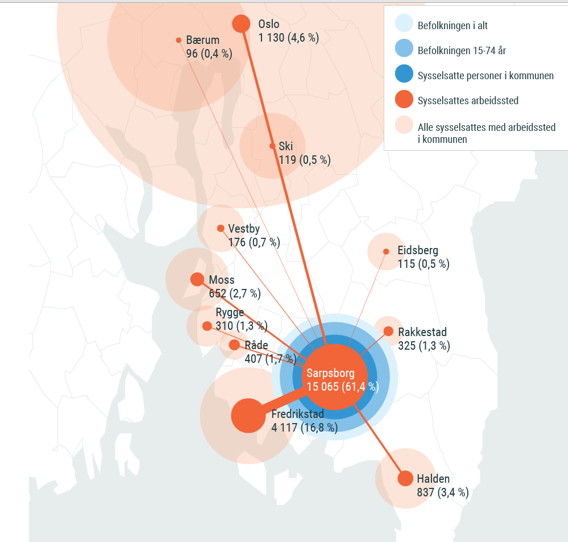 Oslo
1 130 (4,6 %)
Bærum
96 (0,4 %)
Ski
119 (0,5 %)
Vestby
176 (0,7 %)
Eidsberg
115 (0,5 %)
Moss
652 (2,7 %)
Rygge
310 (1,3 %)
Råde
407 (1,7 %)
Rakkestad
325 (1,3 %)
Sarpsborg
15 065 (61,4 %)
Fredrikstad
4 117 (16,8 %)
Halden
837 (3,4 %)
Befolkningen i alt
Befolkningen 15-74 år
Sysselsatte personer i kommunen
Sysselsattes arbeidssted
Alle sysselsattes med arbeidssted
i kommunen